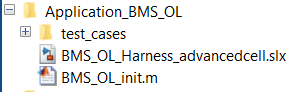 Application_BMS_OL
test_cases
BMS_OL_Harness_advancedcell.slx
BMS_OL_init.m